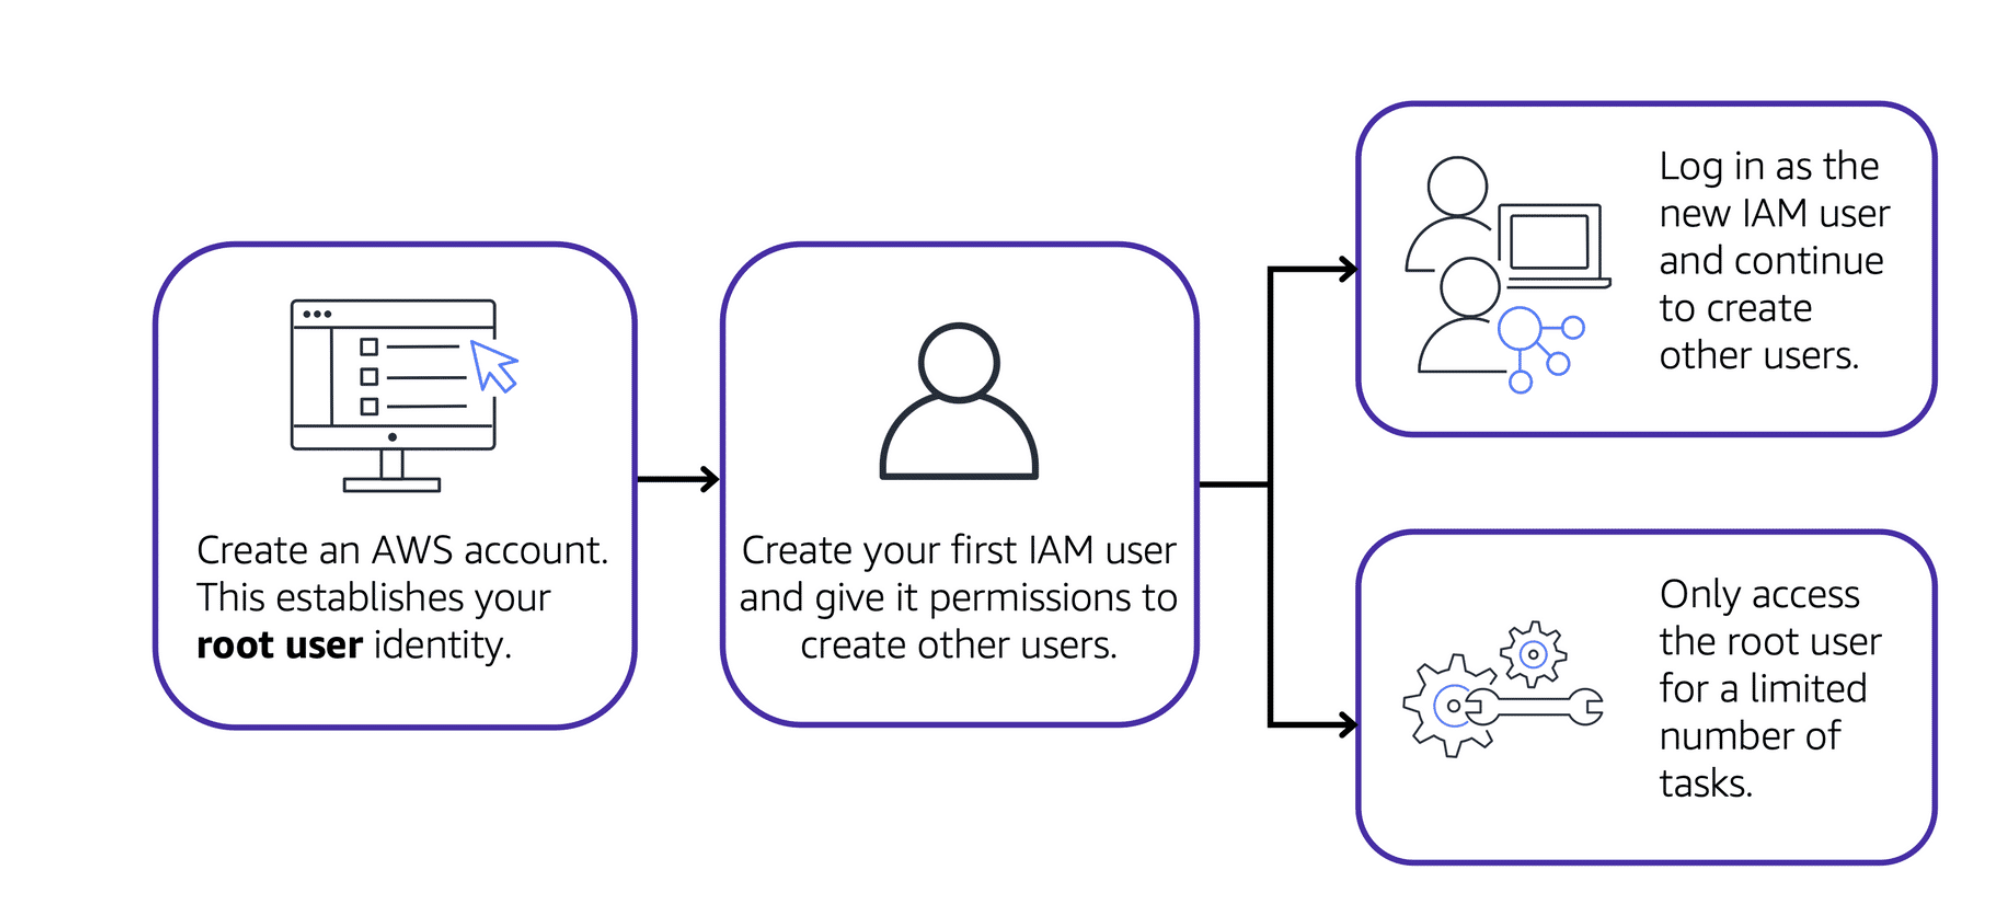 Create an AWS account.
This establishes your
root user identity.
Create your first IAM user
and give it permissions to
create other users.
Log in as the
new IAM user
and continue
to create
other users.
Only access
the root user
for a limited
number of
tasks.